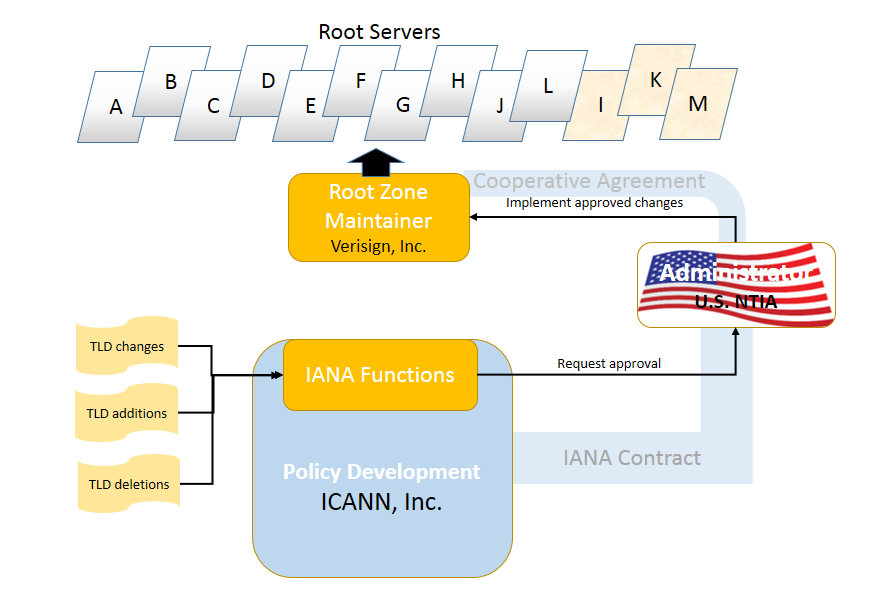 Root Servers
A
B
C
D
E
F
G
H
J
L
I
K
M
Root Zone
Maintainer
Verisign, Inc.
Cooperative Agreement
Implement approved changes
Administrator
U.S. NTIA
TLD changes
TLD additions
TLD deletions
IANA Functions
Request approval
Policy Development
ICANN, Inc.
IANA Contract